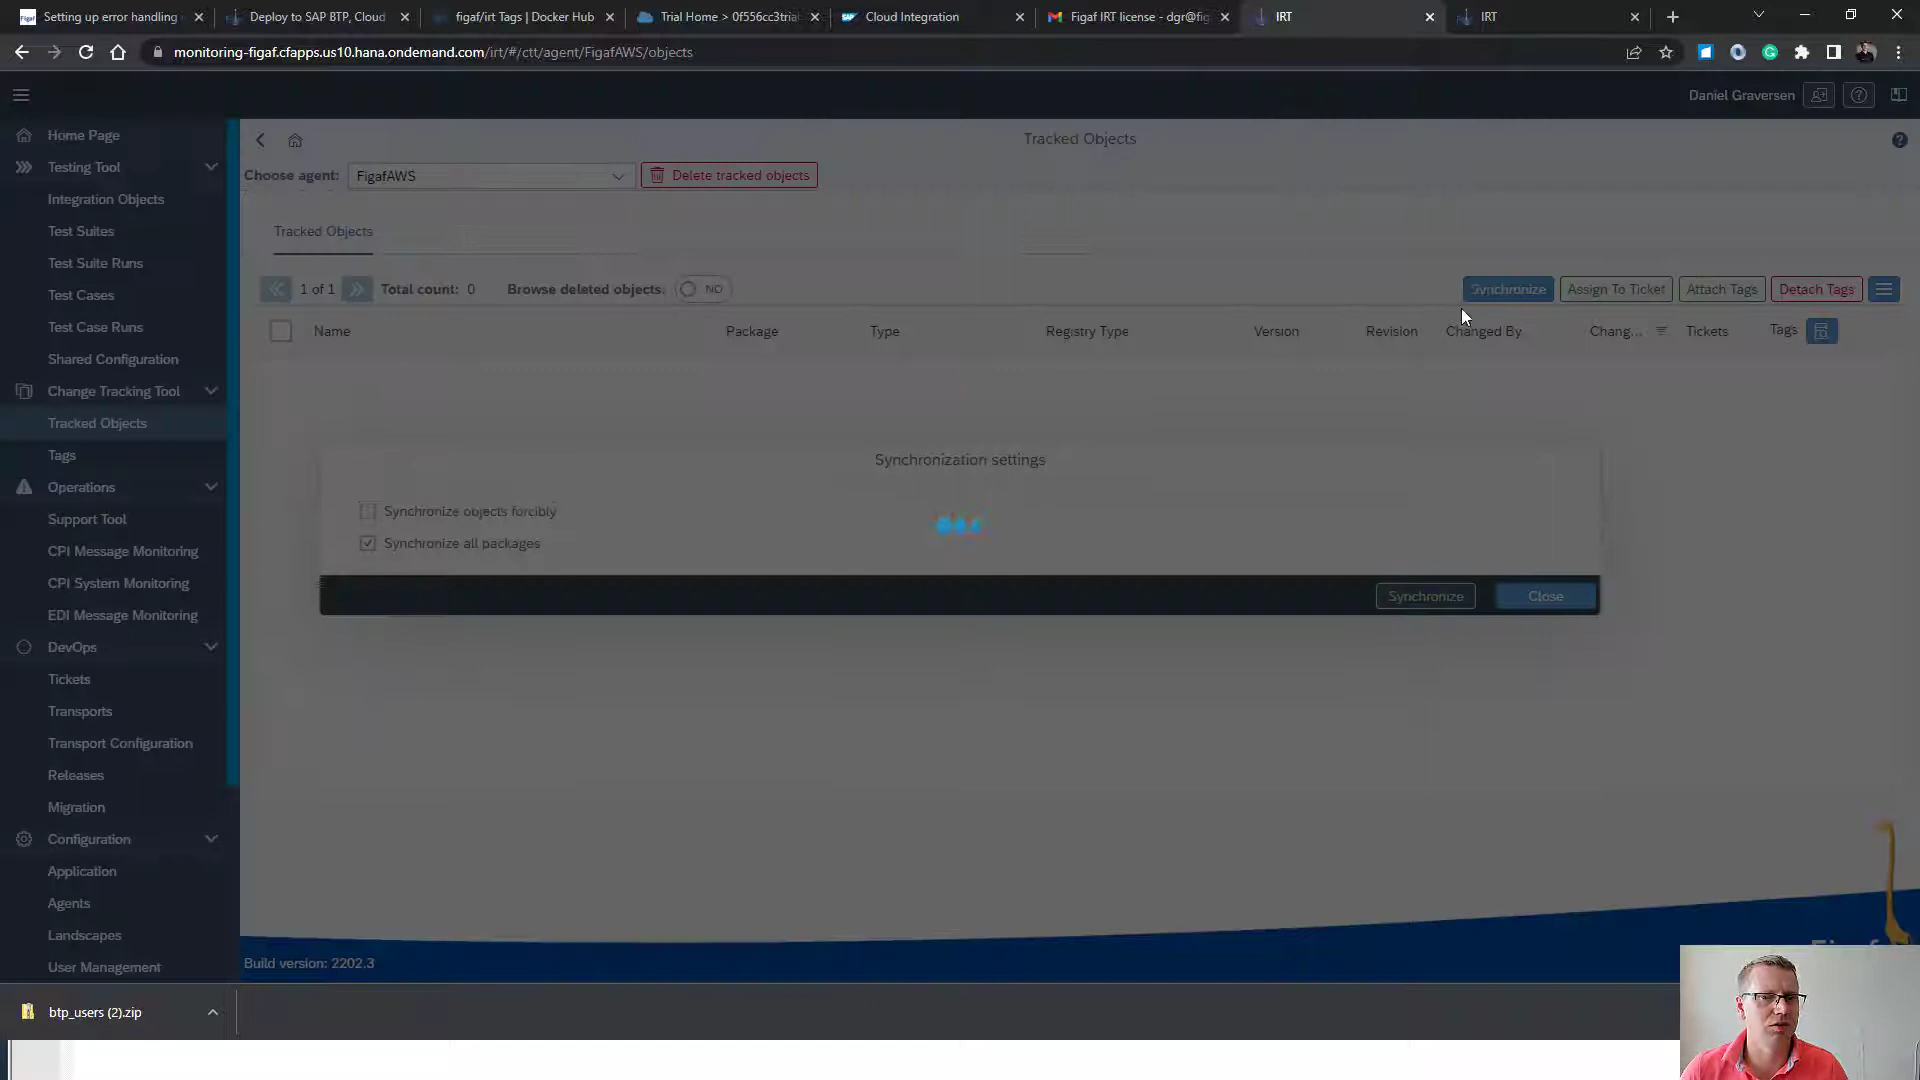 Setting up error handling
Deploy to SAP BTP, Cloud
figaf/irt Tags | Docker Hub
Trial Home > 0f556cc3trial
Cloud Integration
Figaf IRT license - dgr@fig
IRT
IRT
monitoring-figaf.cfapps.us10.hana.ondemand.com/irt/#/ctt/agent/FigafAWS/objects
Daniel Graversen
Home Page
Testing Tool
Integration Objects
Test Suites
Test Suite Runs
Test Cases
Test Case Runs
Shared Configuration
Change Tracking Tool
Tracked Objects
Tags
Operations
Support Tool
CPI Message Monitoring
CPI System Monitoring
EDI Message Monitoring
DevOps
Tickets
Transports
Transport Configuration
Releases
Migration
Configuration
Application
Agents
Landscapes
User Management
Tracked Objects
Choose agent: FigafAWS Delete tracked objects
Tracked Objects
1 of 1 Total count: 0 Browse deleted objects: NO Synchronize Assign To Ticket Attach Tags Detach Tags
Name Package Type Registry Type Version Revision Changed By Chang... Tickets Tags
Synchronization settings
Synchronize objects forcibly
Synchronize all packages
Synchronize Close
Build version: 2202.3
btp_users (2).zip